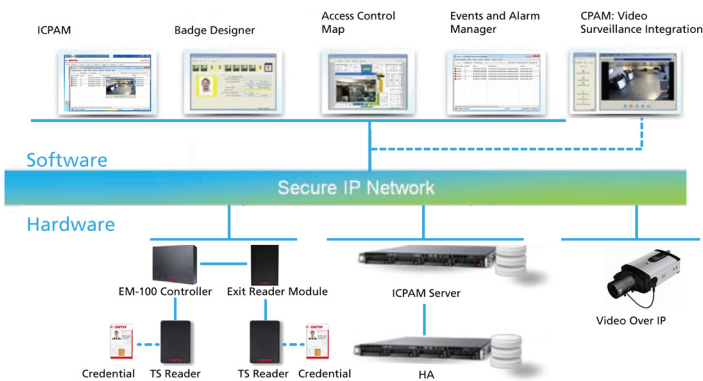 ICPAM
Badge Designer
Access Control
Map
Events and Alarm
Manager
CPAM: Video
Surveillance Integration
Software
Secure IP Network
Hardware
EM-100 Controller
Exit Reader Module
ICPAM Server
Video Over IP
Credential
TS Reader
TS Reader
Credential
HA